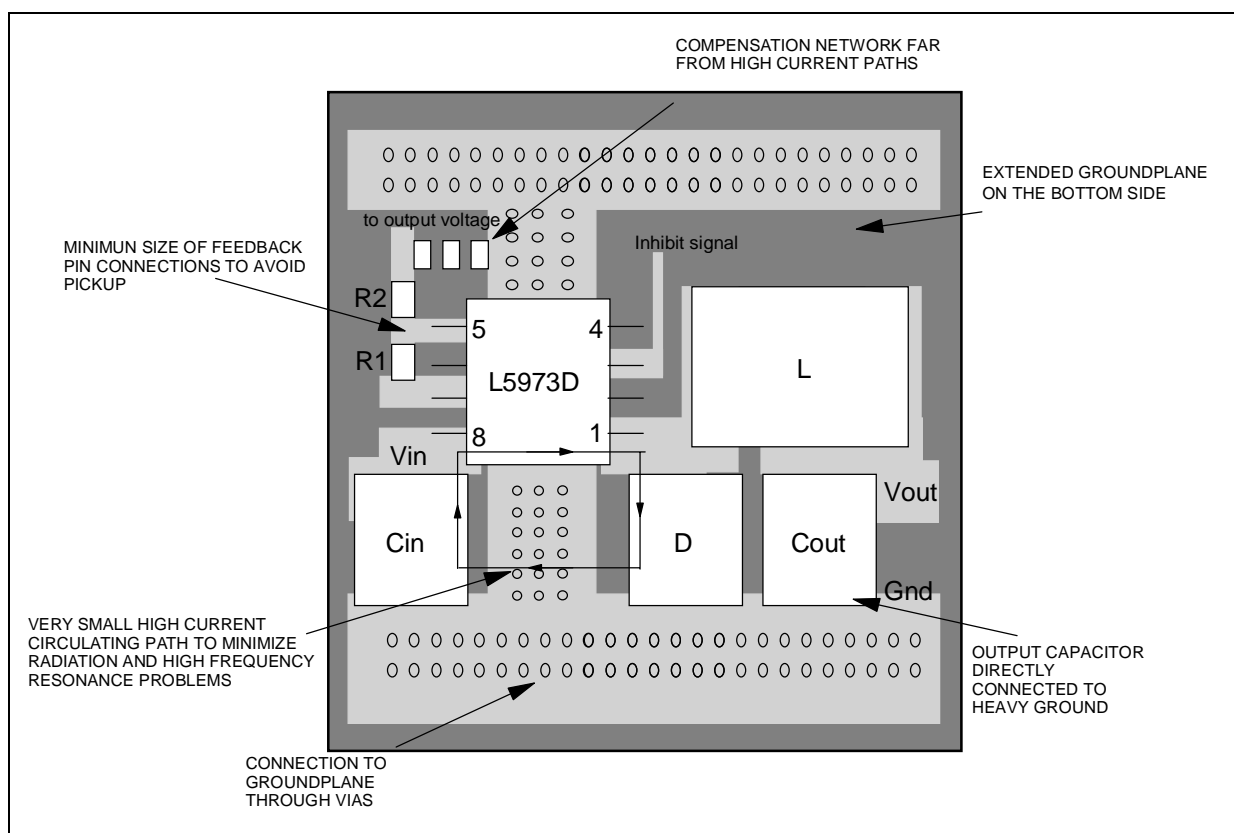 COMPENSATION NETWORK FAR
FROM HIGH CURRENT PATHS
EXTENDED GROUNDPLANE
ON THE BOTTOM SIDE
to output voltage
Inhibit signal
MINIMUN SIZE OF FEEDBACK
PIN CONNECTIONS TO AVOID
PICKUP
R2
R1
5
4
L5973D
8
1
L
Vin
Vout
Cin
D
Cout
Gnd
VERY SMALL HIGH CURRENT
CIRCULATING PATH TO MINIMIZE
RADIATION AND HIGH FREQUENCY
RESONANCE PROBLEMS
OUTPUT CAPACITOR
DIRECTLY
CONNECTED TO
HEAVY GROUND
CONNECTION TO
GROUNDPLANE
THROUGH VIAS